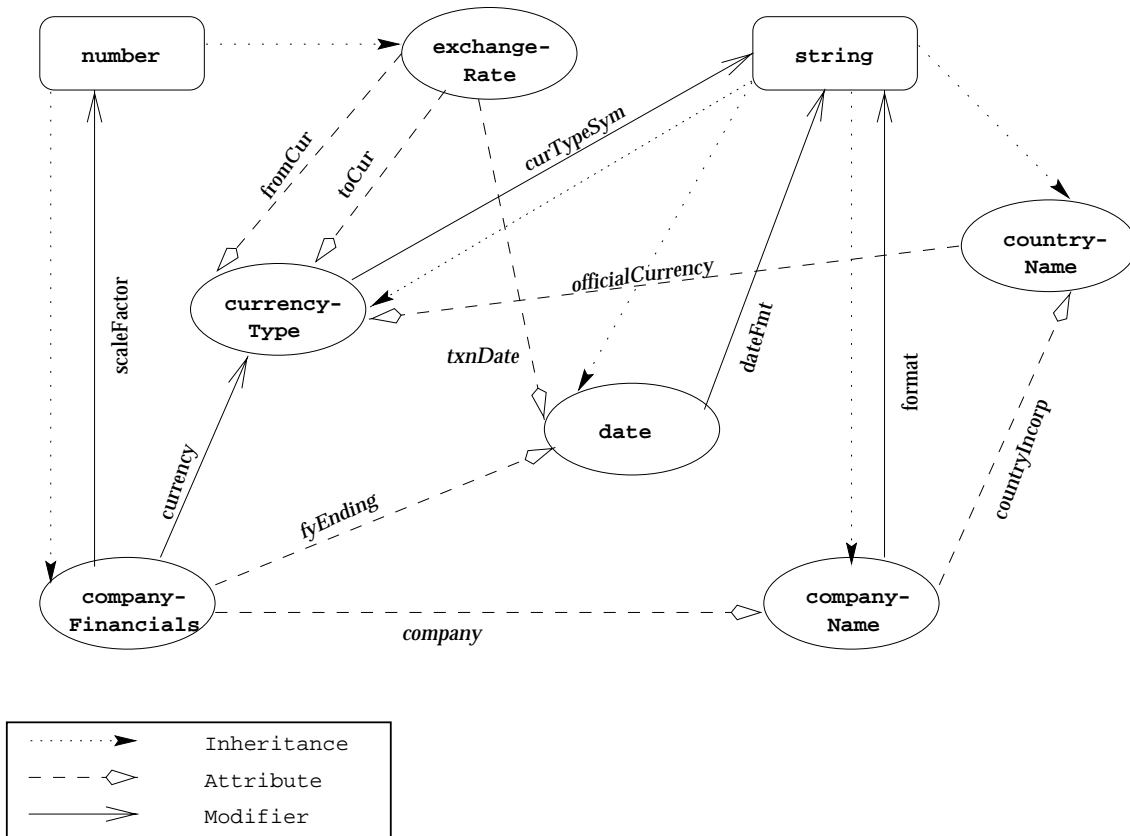 number
exchange-
Rate
string
fromCur
toCur
curTypeSym
country-
Name
officialCurrency
currency-
Type
scaleFactor
txnDate
dateFmt
date
format
countryIncorp
currency
fyEnding
company-
Financials
company
company-
Name
Inheritance
Attribute
Modifier